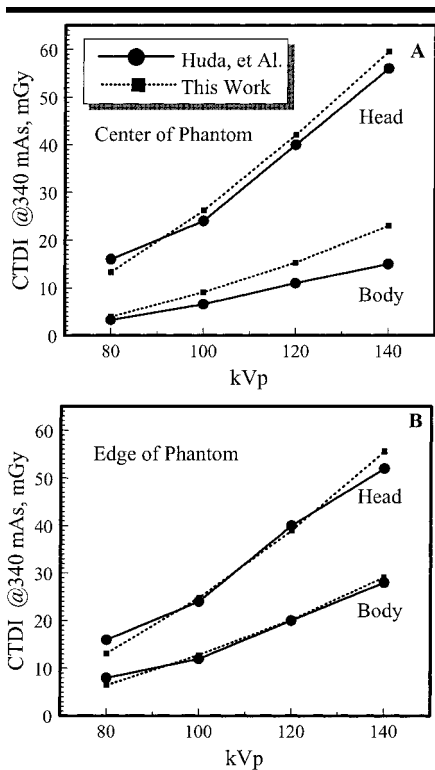 A
Huda, et Al.
This Work
Center of Phantom
Head
Body
CTDI @340 mAs, mGy
60
50
40
30
20
10
0
80 100 120 140
kVp
B
Edge of Phantom
Head
Body
CTDI @340 mAs, mGy
60
50
40
30
20
10
0
80 100 120 140
kVp